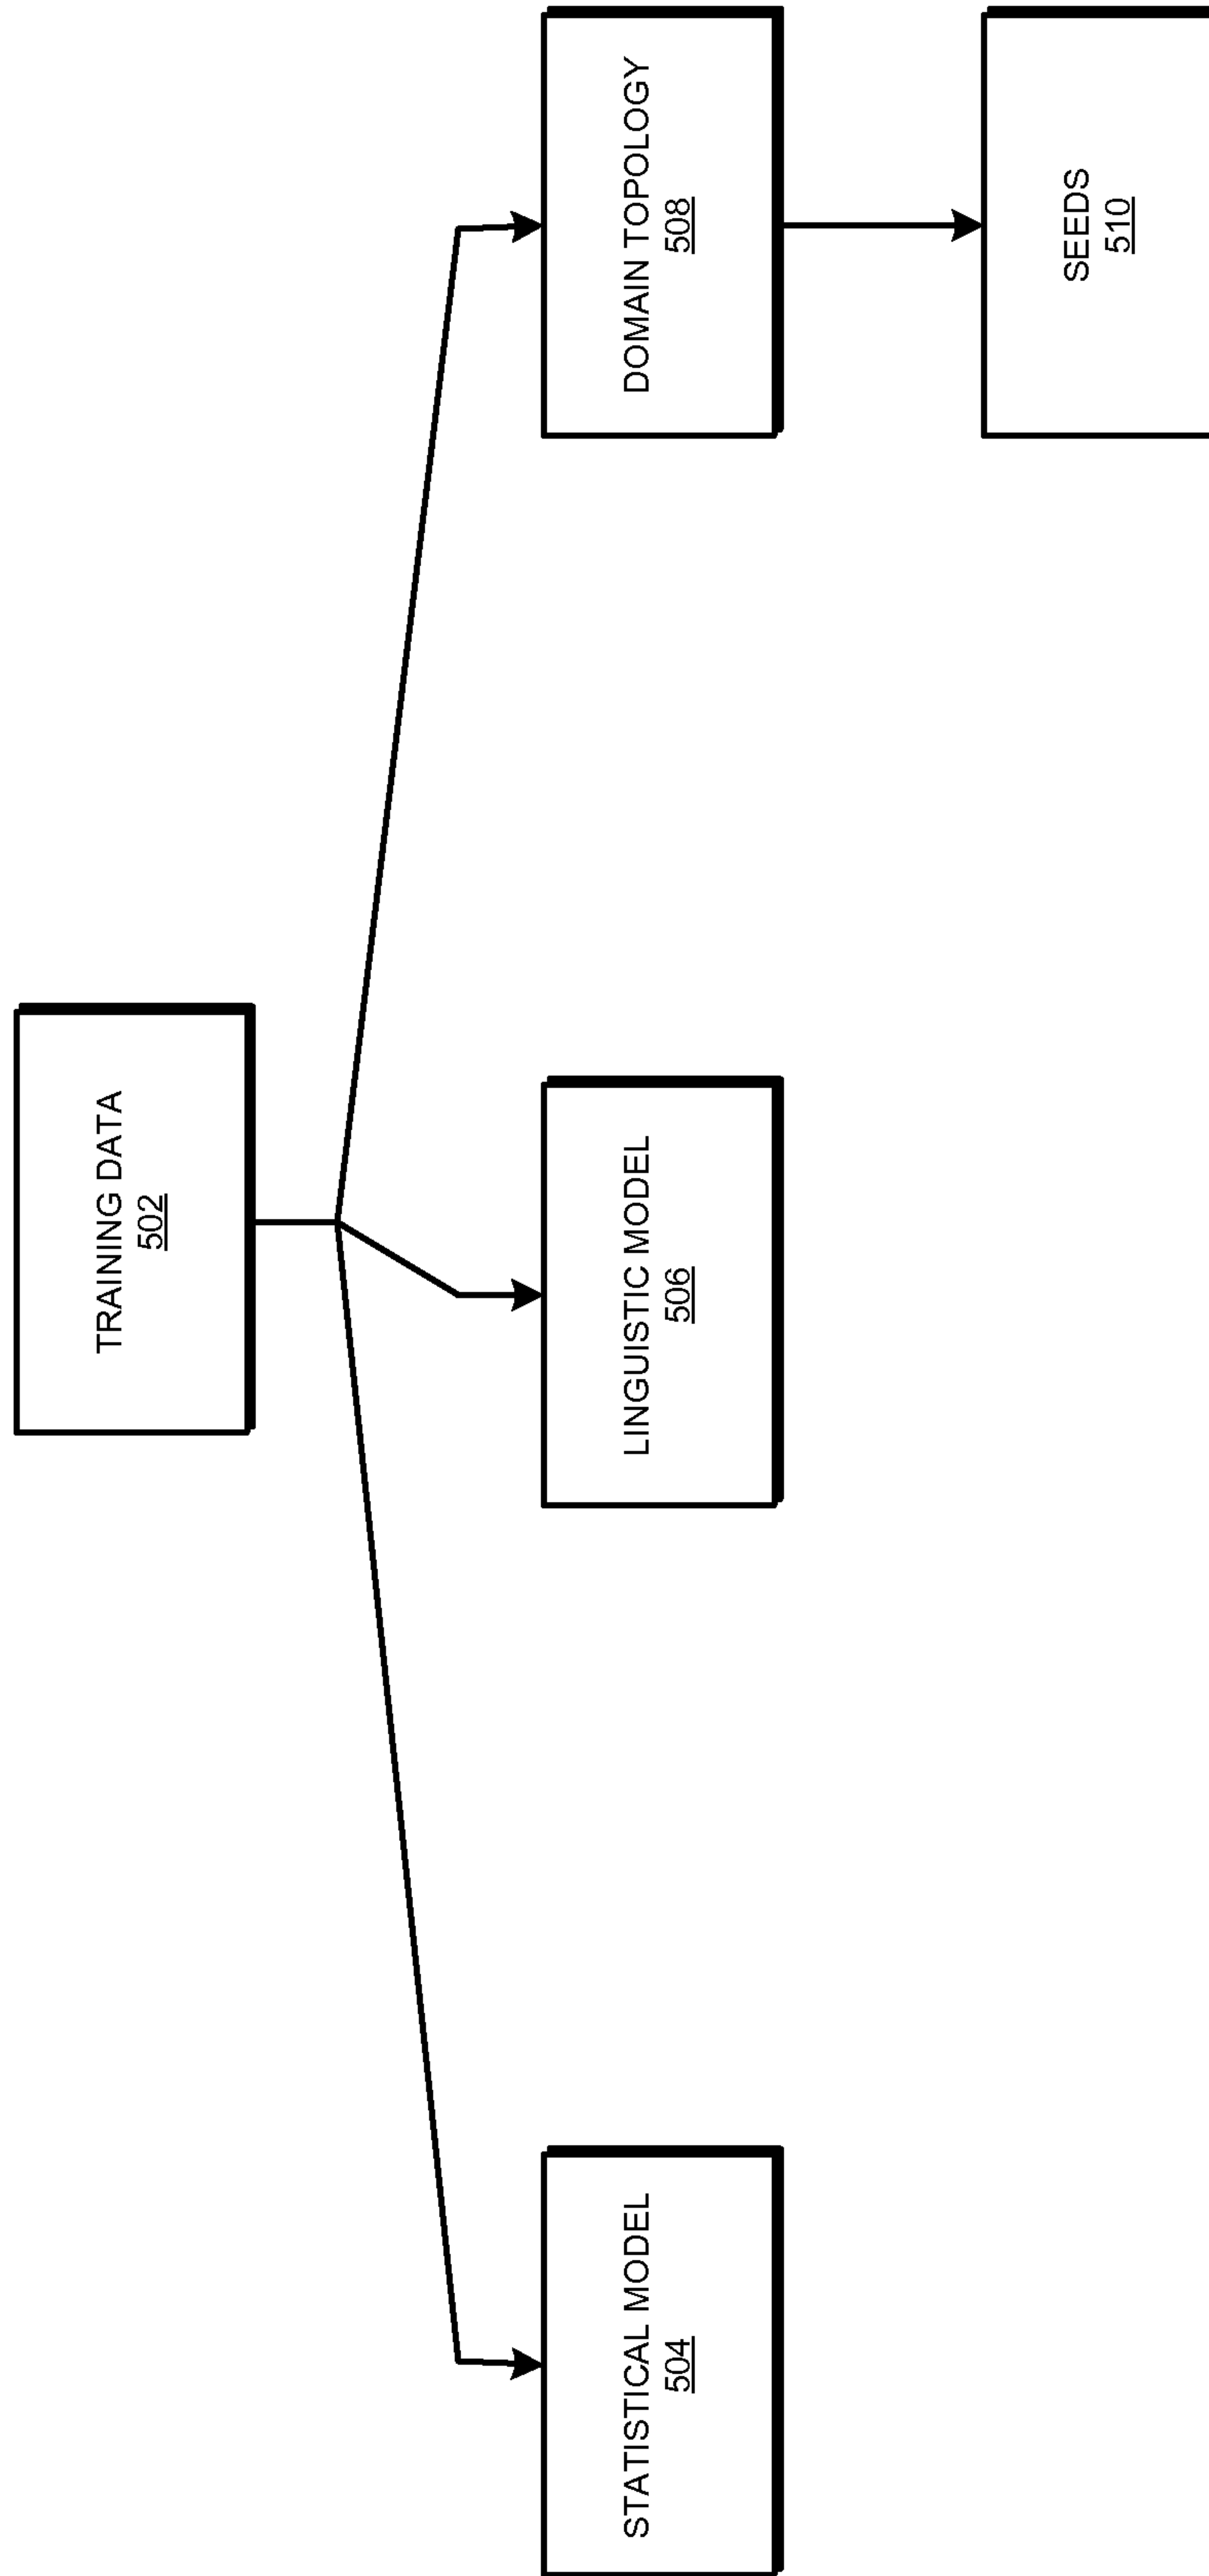 TRAINING DATA
502
STATISTICAL MODEL
504
LINGUISTIC MODEL
506
DOMAIN TOPOLOGY
508
SEEDS
510